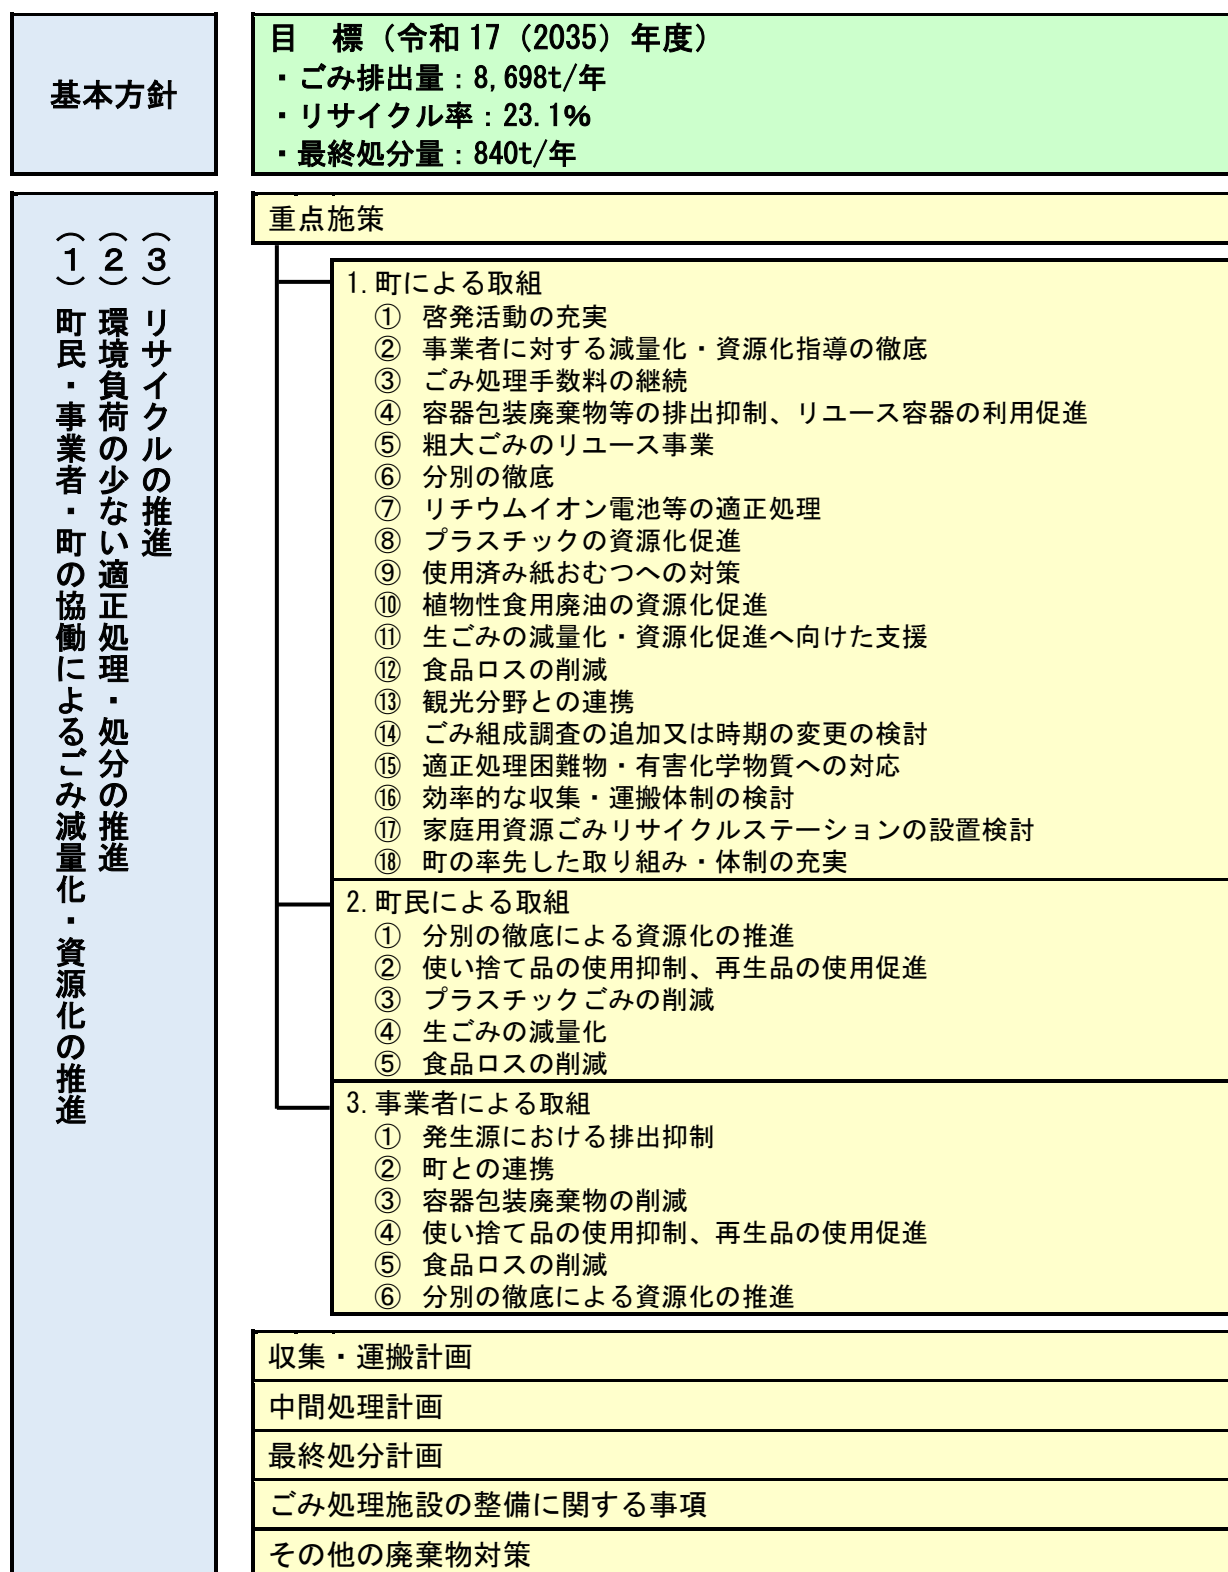 基本方針
目　標（令和17（2035）年度）
・ごみ排出量：8,698t/年
・リサイクル率：23.1％
・最終処分量：840t/年
（１）　町民・事業者・町の協働によるごみ減量化・資源化の推進
（２）　環境負荷の少ない適正処理・処分の推進
（３）　リサイクルの推進
重点施策
1.町による取組
①　啓発活動の充実
②　事業者に対する減量化・資源化指導の徹底
③　ごみ処理手数料の継続
④　容器包装廃棄物等の排出抑制、リユース容器の利用促進
⑤　粗大ごみのリユース事業
⑥　分別の徹底
⑦　リチウムイオン電池等の適正処理
⑧　プラスチックの資源化促進
⑨　使用済み紙おむつへの対策
⑩　植物性食用廃油の資源化促進
⑪　生ごみの減量化・資源化促進へ向けた支援
⑫　食品ロスの削減
⑬　観光分野との連携
⑭　ごみ組成調査の追加又は時期の変更の検討
⑮　適正処理困難物・有害化学物質への対応
⑯　効率的な収集・運搬体制の検討
⑰　家庭用資源ごみリサイクルステーションの設置検討
⑱　町の率先した取り組み・体制の充実
2.町民による取組
①　分別の徹底による資源化の推進
②　使い捨て品の使用抑制、再生品の使用促進
③　プラスチックごみの削減
④　生ごみの減量化
⑤　食品ロスの削減
3.事業者による取組
①　発生源における排出抑制
②　町との連携
③　容器包装廃棄物の削減
④　使い捨て品の使用抑制、再生品の使用促進
⑤　食品ロスの削減
⑥　分別の徹底による資源化の推進
収集・運搬計画
中間処理計画
最終処分計画
ごみ処理施設の整備に関する事項
その他の廃棄物対策